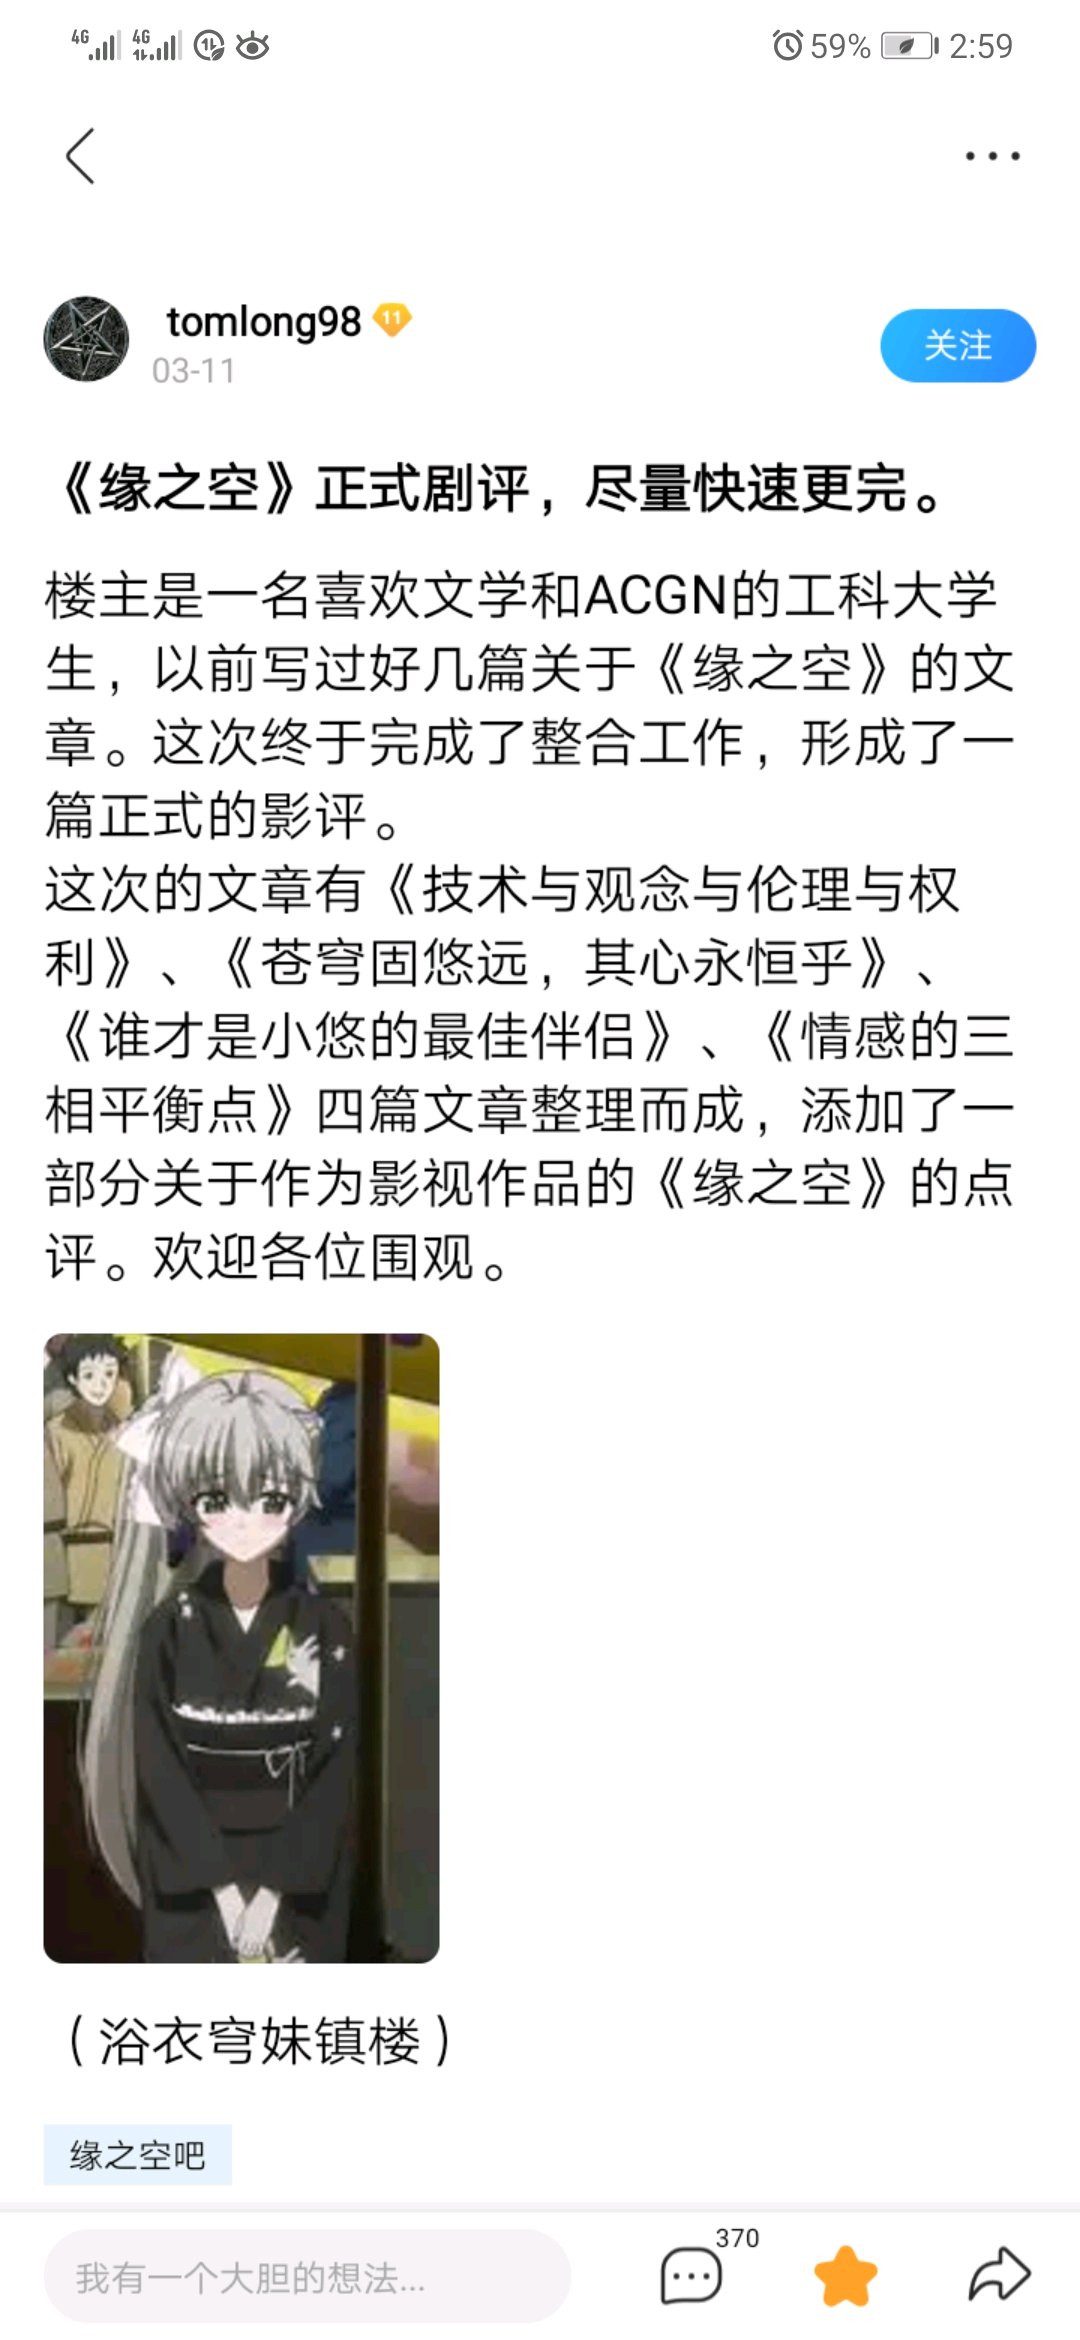 4G 4G 59% 2:59
tomlong98 11
03-11
关注
《缘之空》正式剧评，尽量快速更完。
楼主是一名喜欢文学和ACGN的工科大学
生，以前写过好几篇关于《缘之空》的文
章。这次终于完成了整合工作，形成了一
篇正式的影评。
这次的文章有《技术与观念与伦理与权
利》、《苍穹固悠远，其心永恒乎》、
《谁才是小悠的最佳伴侣》、《情感的三
相平衡点》四篇文章整理而成，添加了一
部分关于作为影视作品的《缘之空》的点
评。欢迎各位围观。
（浴衣穹妹镇楼）
缘之空吧
我有一个大胆的想法...
370